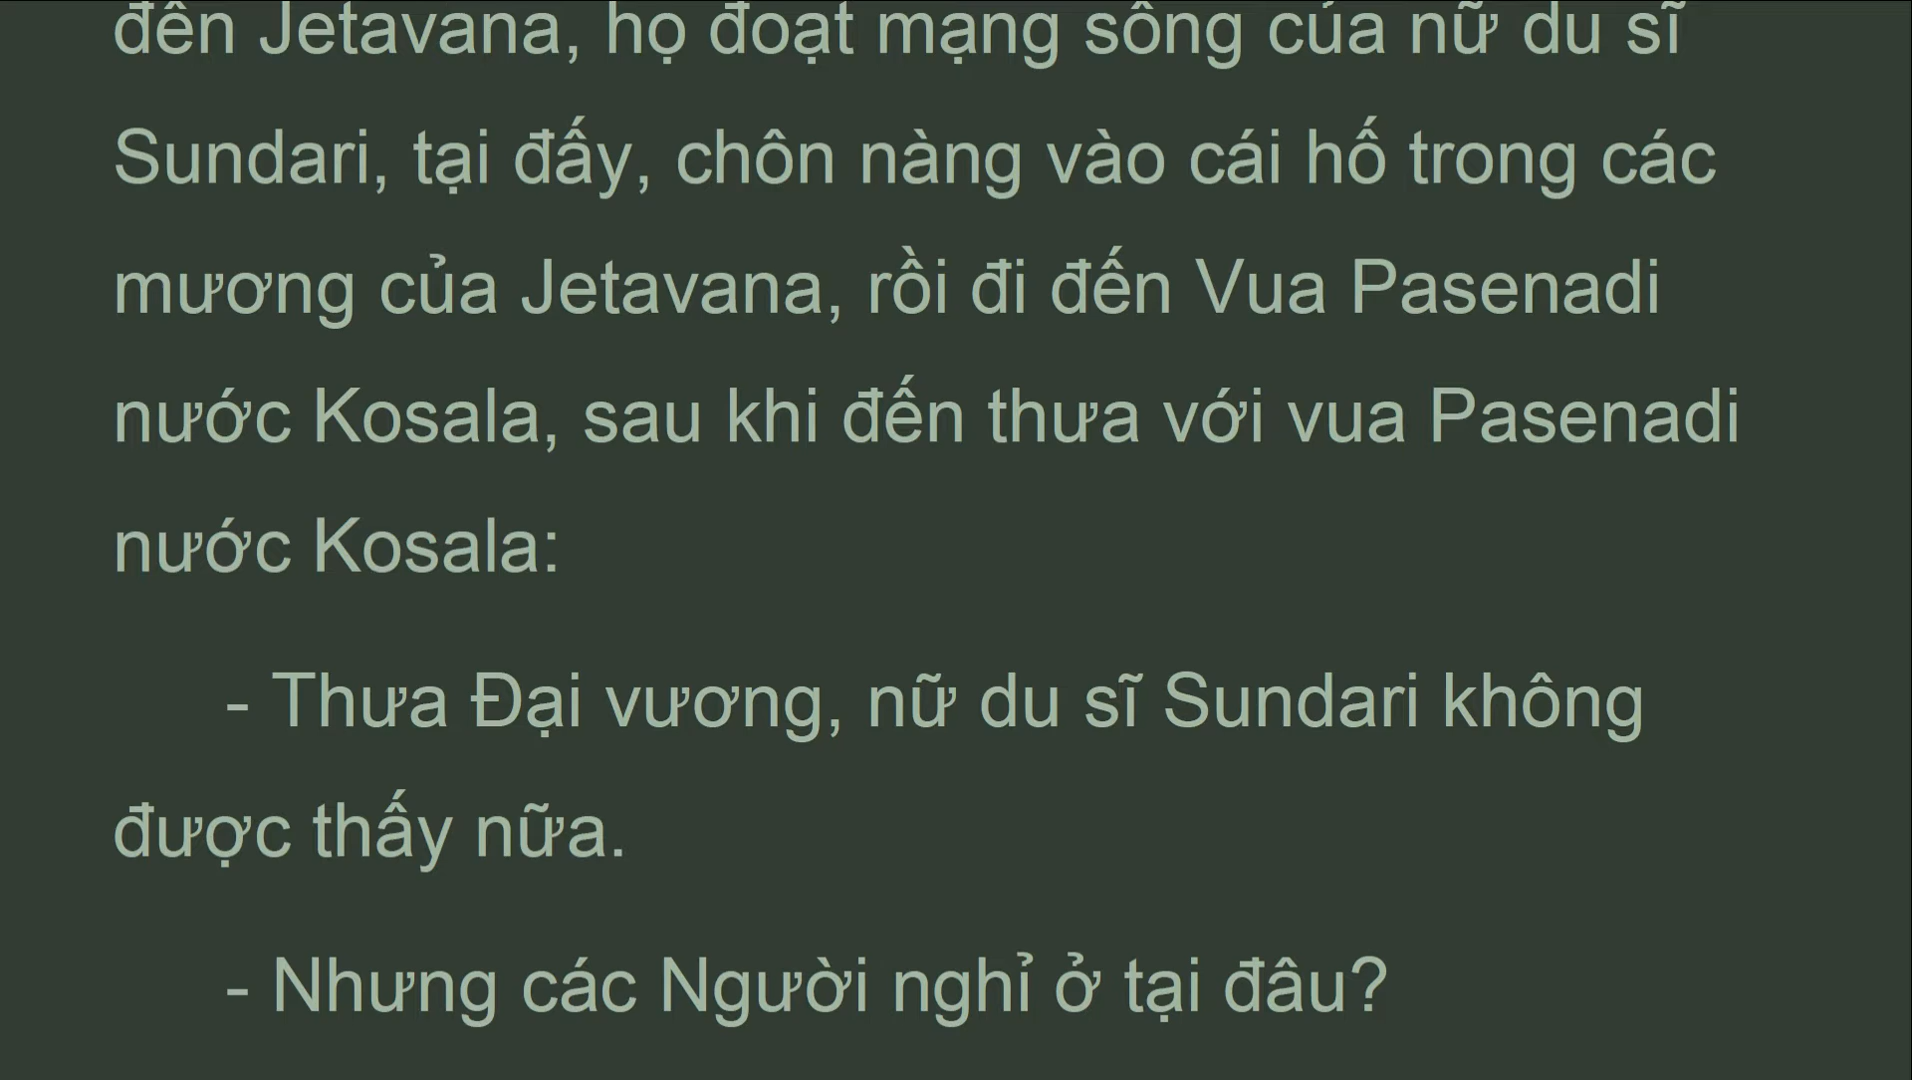 đến Jetavana, họ đoạt mạng sống của nữ du sĩ
Sundari, tại đấy, chôn nàng vào cái hố trong các
mương của Jetavana, rồi đi đến Vua Pasenadi
nước Kosala, sau khi đến thưa với vua Pasenadi
nước Kosala:
- Thưa Đại vương, nữ du sĩ Sundari không
được thấy nữa.
- Nhưng các Người nghỉ ở tại đâu?